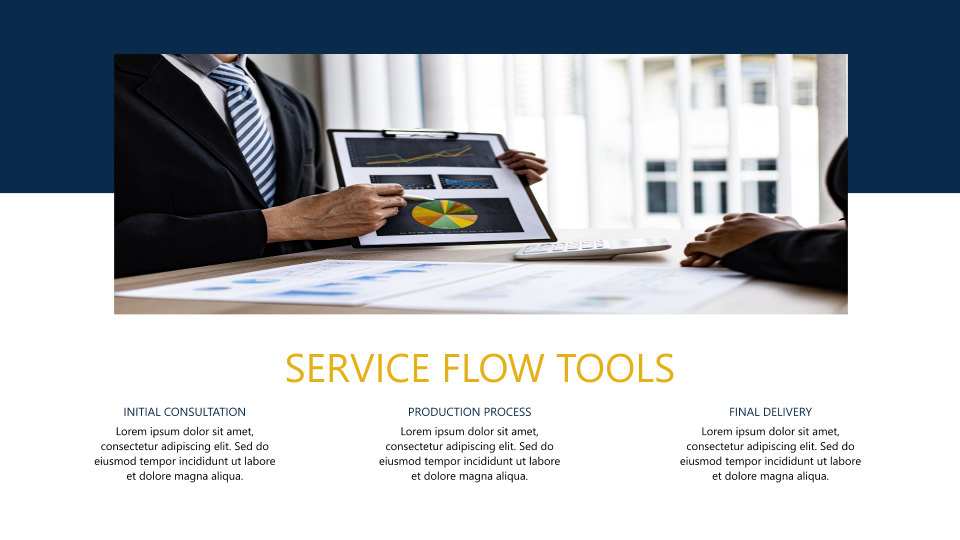 SERVICE FLOW TOOLS
INITIAL CONSULTATION
Lorem ipsum dolor sit amet,
consectetur adipiscing elit. Sed do
eiusmod tempor incididunt ut labore
et dolore magna aliqua.
PRODUCTION PROCESS
Lorem ipsum dolor sit amet,
consectetur adipiscing elit. Sed do
eiusmod tempor incididunt ut labore
et dolore magna aliqua.
FINAL DELIVERY
Lorem ipsum dolor sit amet,
consectetur adipiscing elit. Sed do
eiusmod tempor incididunt ut labore
et dolore magna aliqua.